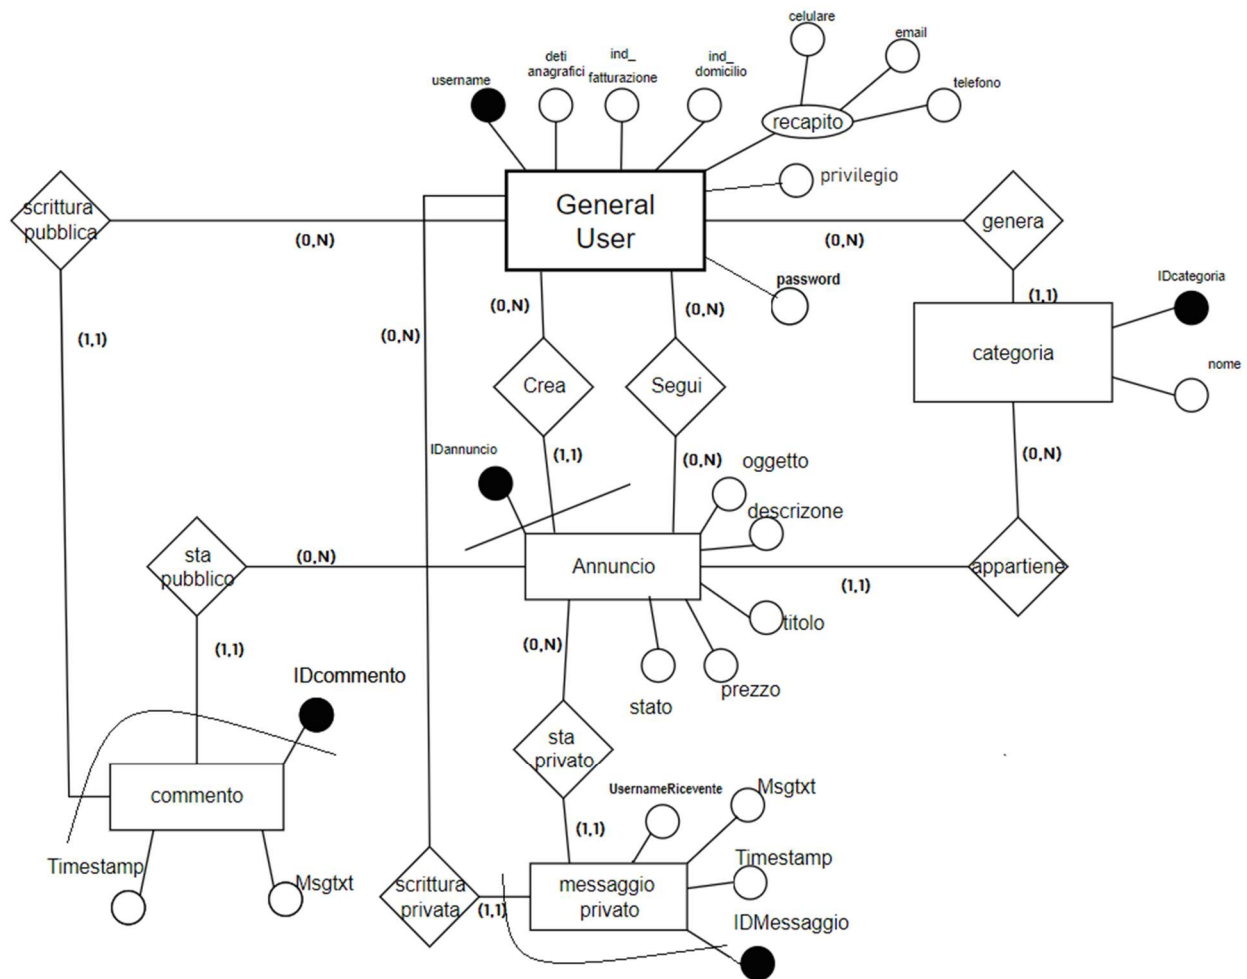 celulare
email
deti
anagrafici
ind_
fatturazione
ind_
domicilio
username
telefono
recapito
privilegio
scrittura
pubblica
General
User
genera
(0,N)
(0,N)
password
IDcategoria
(0,N)
(0,N)
(1,1)
(1,1)
(0,N)
categoria
nome
Crea
Segui
IDannuncio
(1,1)
(0,N)
oggetto
(0,N)
descrizone
sta
pubblico
(0,N)
Annuncio
appartiene
(1,1)
titolo
(1,1)
(0,N)
IDcommento
stato
prezzo
sta
privato
UsernameRicevente
Msgtxt
commento
(1,1)
Timestamp
Timestamp
Msgtxt
scrittura
privata
(1,1)
messaggio
privato
IDMessaggio